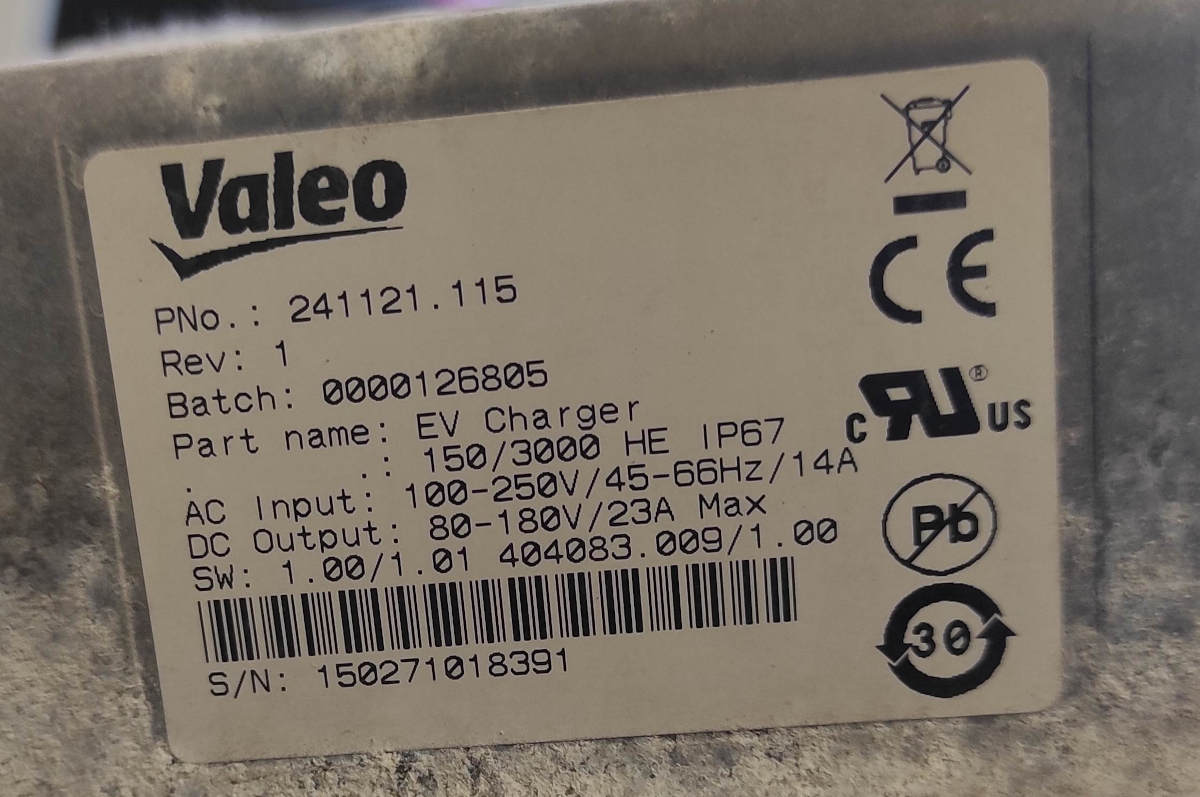 Valeo
PNo.: 241121.115
Rev: 1
Batch: 0000126805
Part name: EV Charger
. .: 150/3000 HE IP67
AC Input: 100-250V/45-66Hz/14A
DC Output: 80-180V/23A Max
SW: 1.00/1.01 404083.009/1.00
S/N: 150271018391
CE
c RU ® US
Pb
30